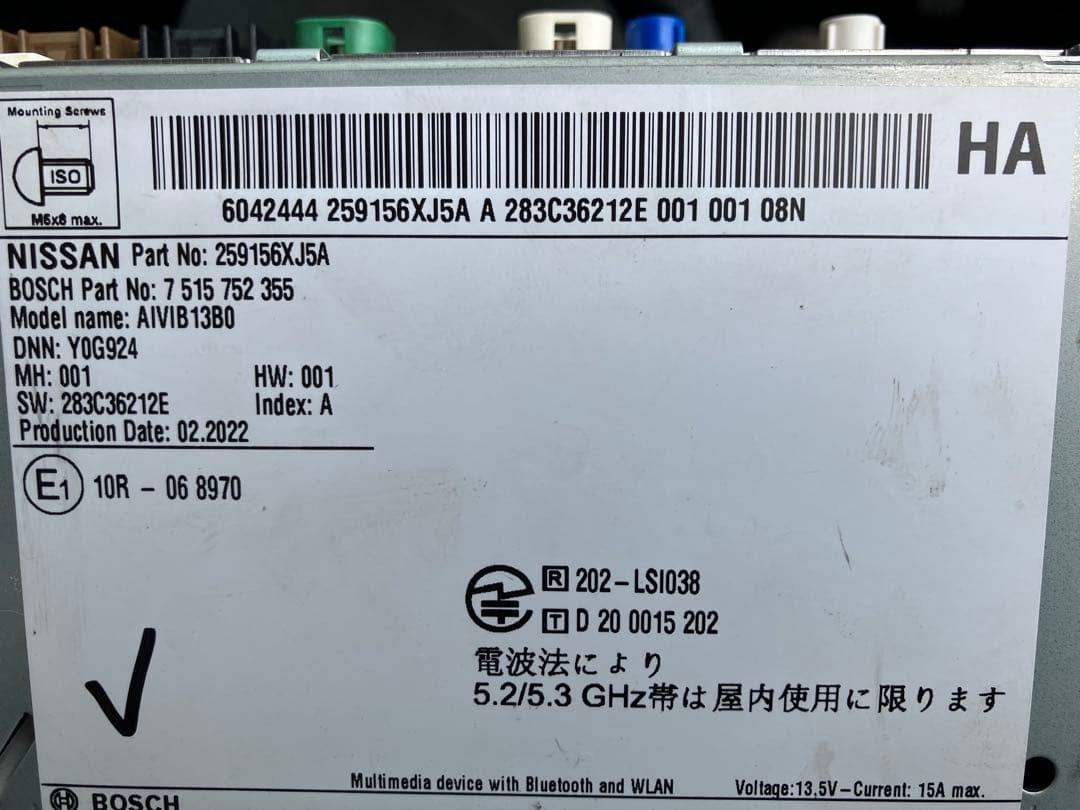 Mounting Screws
ISO
M5x8 max.
HA
6042444 259156XJ5A A 283C36212E 001 001 08N
NISSAN Part No: 259156XJ5A
BOSCH Part No: 7 515 752 355
Model name: AIVIB13B0
DNN: Y0G924
MH: 001 HW: 001
SW: 283C36212E Index: A
Production Date: 02.2022
E1 10R - 06 8970
R 202-LSI038
T D 20 0015 202
電波法により
5.2/5.3 GHz帯は屋内使用に限ります
Multimedia device with Bluetooth and WLAN Voltage:13,5V-Current: 15A max.
BOSCH